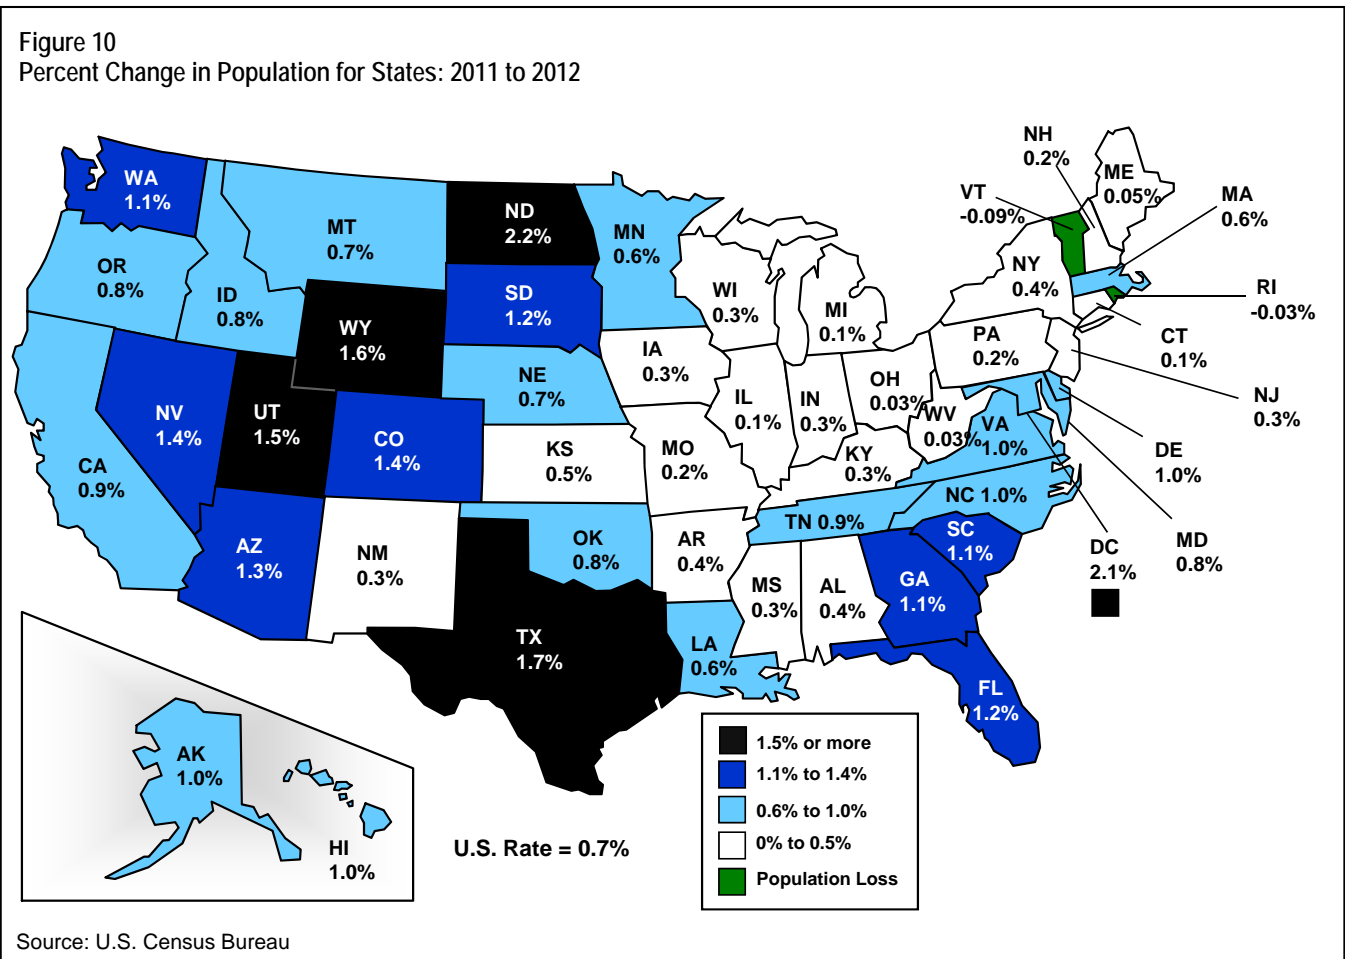 Figure 10
Percent Change in Population for States: 2011 to 2012
WA
1.1%
OR
0.8%
CA
0.9%
NV
1.4%
ID
0.8%
MT
0.7%
WY
1.6%
UT
1.5%
CO
1.4%
AZ
1.3%
NM
0.3%
ND
2.2%
SD
1.2%
NE
0.7%
KS
0.5%
OK
0.8%
TX
1.7%
MN
0.6%
IA
0.3%
MO
0.2%
AR
0.4%
LA
0.6%
WI
0.3%
IL
0.1%
MI
0.1%
IN
0.3%
OH
0.03%
KY
0.3%
TN 0.9%
MS
0.3%
AL
0.4%
GA
1.1%
FL
1.2%
SC
1.1%
NC 1.0%
VA
1.0%
WV
0.03%
PA
0.2%
NY
0.4%
VT
-0.09%
NH
0.2%
ME
0.05%
MA
0.6%
RI
-0.03%
CT
0.1%
NJ
0.3%
DE
1.0%
MD
0.8%
DC
2.1%
AK
1.0%
HI
1.0%
U.S. Rate = 0.7%
1.5% or more
1.1% to 1.4%
0.6% to 1.0%
0% to 0.5%
Population Loss
Source: U.S. Census Bureau